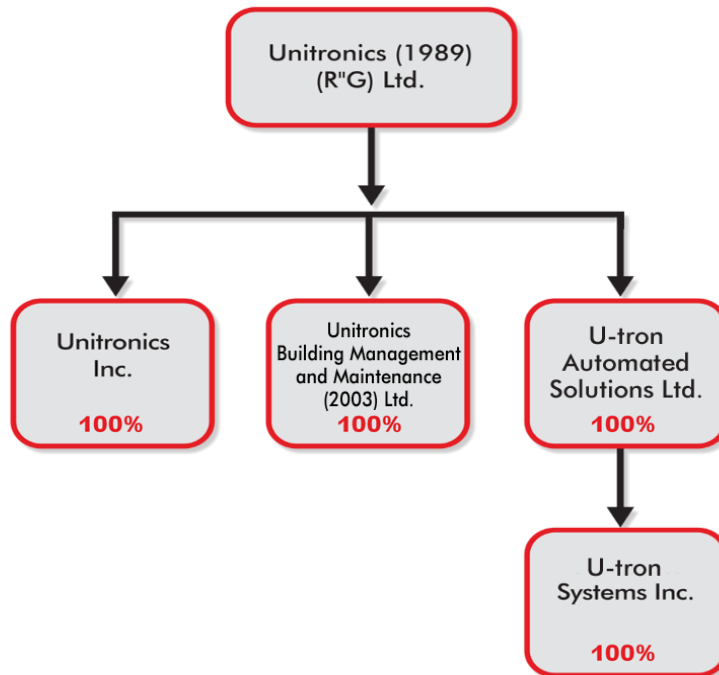 Unitronics (1989)
(R"G) Ltd.
Unitronics
Inc.
100%
Unitronics
Building Management
and Maintenance
(2003) Ltd.
100%
U-tron
Automated
Solutions Ltd.
100%
U-tron
Systems Inc.
100%